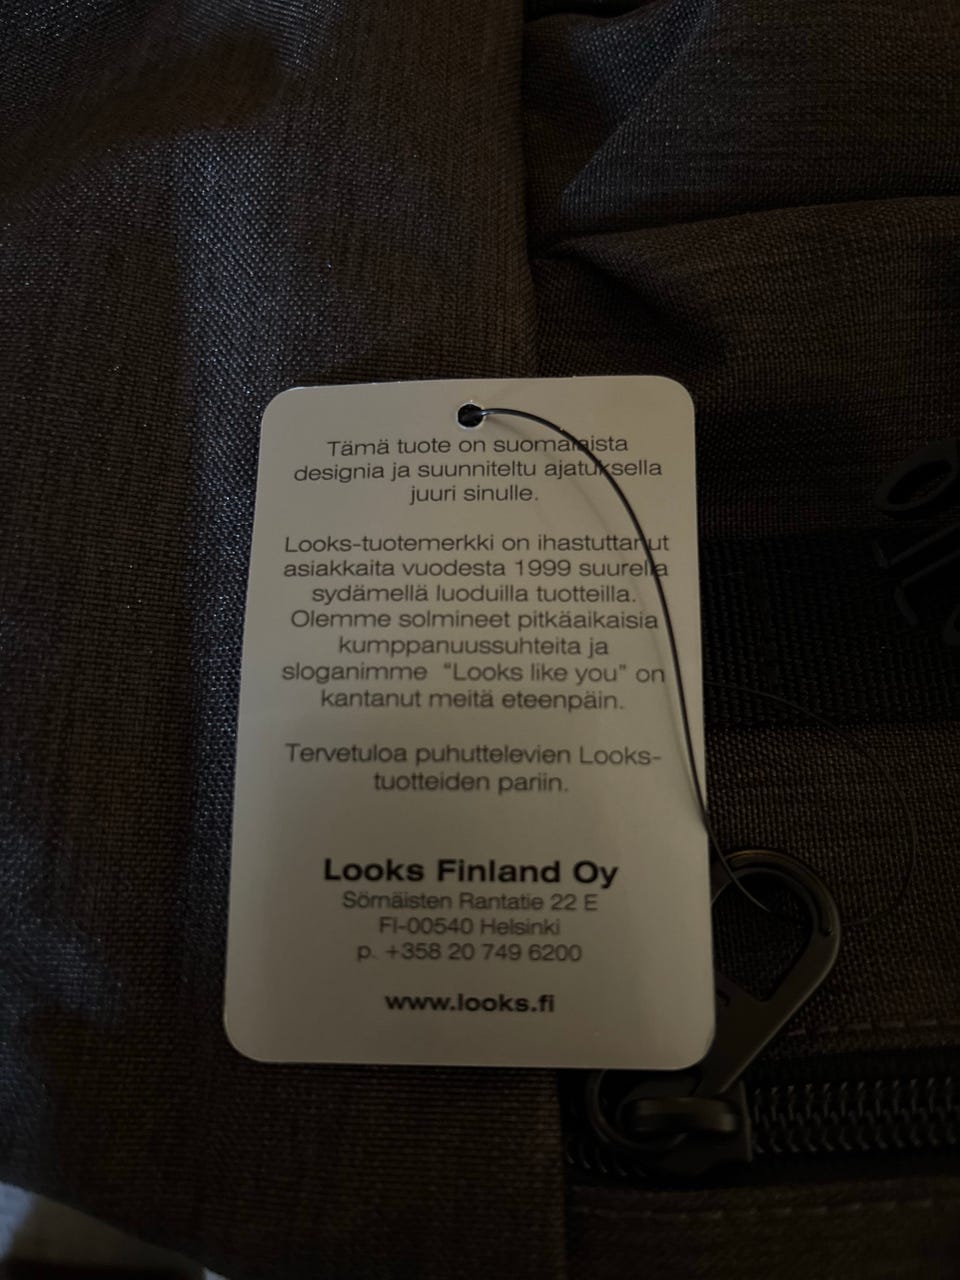 Tämä tuote on suomalaista
designia ja suunniteltu ajatuksella
juuri sinulle.
Looks-tuotemerkki on ihastuttanut
asiakkaita vuodesta 1999 suurella
sydämellä luoduilla tuotteilla.
Olemme solmineet pitkäaikaisia
kumppanuussuhteita ja
sloganimme “Looks like you” on
kantanut meitä eteenpäin.
Tervetuloa puhuttelevien Looks-
tuotteiden pariin.
Looks Finland Oy
Sörnäisten Rantatie 22 E
FI-00540 Helsinki
p. +358 20 749 6200
www.looks.fi